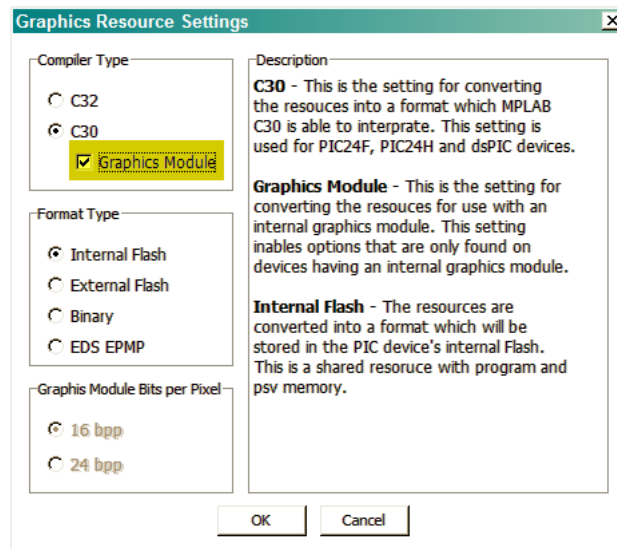 Graphics Resource Settings
Compiler Type
C32
C30
Graphics Module
Format Type
Internal Flash
External Flash
Binary
EDS EPMP
Graphis Module Bits per Pixel
16 bpp
24 bpp
Description
C30 - This is the setting for converting
the resouces into a format which MPLAB
C30 is able to interprate. This setting is
used for PIC24F, PIC24H and dsPIC devices.
Graphics Module - This is the setting for
converting the resouces for use with an
internal graphics module. This setting
inables options that are only found on
devices having an internal graphics module.
Internal Flash - The resources are
converted into a format which will be
stored in the PIC device's internal Flash.
This is a shared resoruce with program and
psv memory.
OK
Cancel